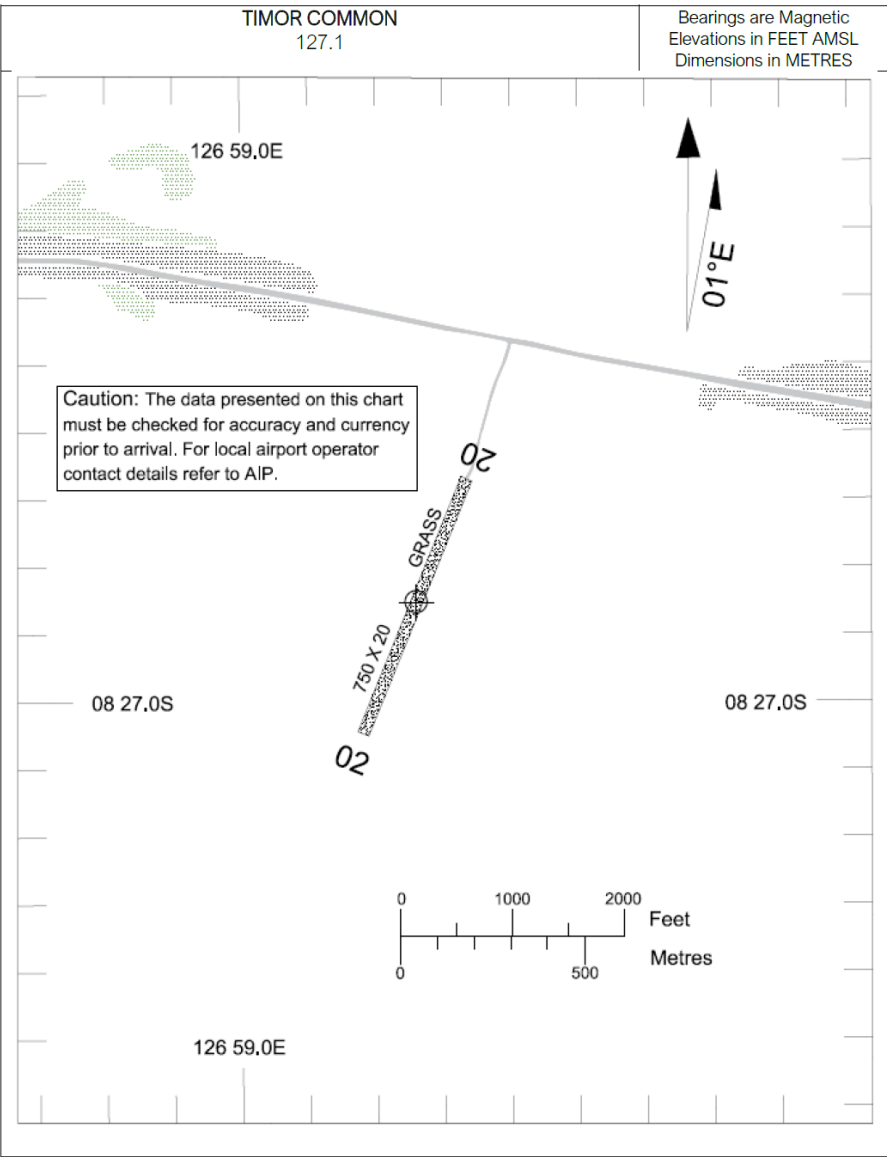 TIMOR COMMON
127.1
Bearings are Magnetic
Elevations in FEET AMSL
Dimensions in METRES
126 59.0E
01°E
Caution: The data presented on this chart
must be checked for accuracy and currency
prior to arrival. For local airport operator
contact details refer to AIP.
20
GRASS
750 X 20
08 27.0S
08 27.0S
02
0 1000 2000
Feet
Metres
0 500
126 59.0E